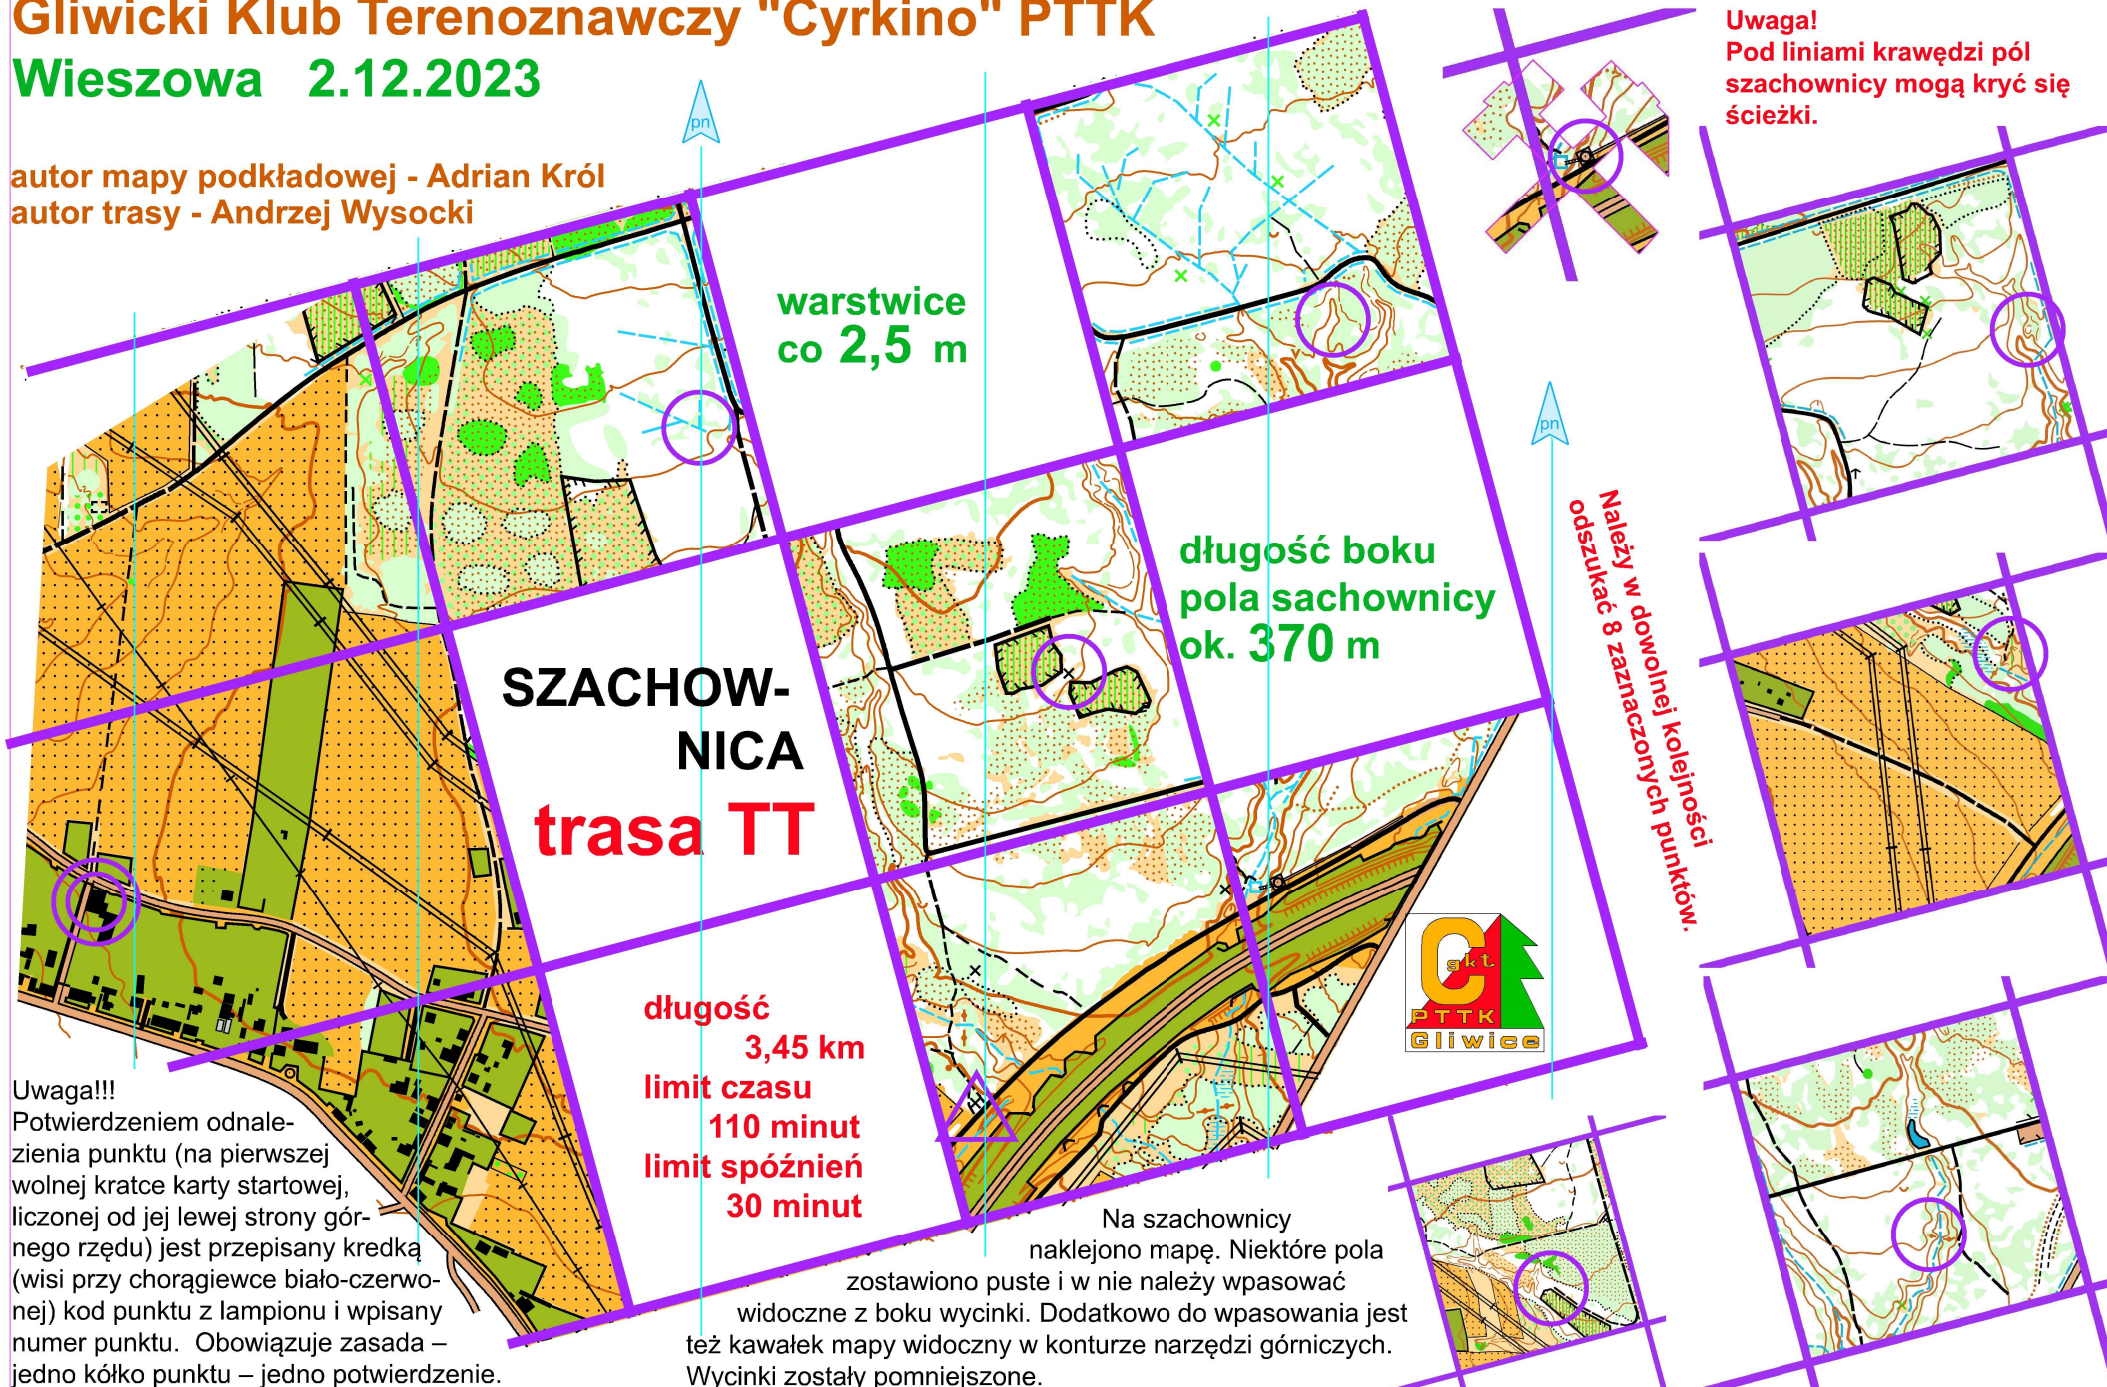 Gliwicki Klub Terenoznawczy "Cyrkino" PTTK
Wieszowa 2.12.2023
autor mapy podkładowej - Adrian Król
autor trasy - Andrzej Wysocki
pn
warstwice
co 2,5 m
Uwaga!
Pod liniami krawędzi pól
szachownicy mogą kryć się
ścieżki.
pn
długość boku
pola sachownicy
ok. 370 m
Należy w dowolnej kolejności
odszukać 8 zaznaczonych punktów.
SZACHOW-
NICA
trasa TT
długość
3,45 km
limit czasu
110 minut
limit spóźnień
30 minut
C
gkt.
PTTK
Gliwice
Uwaga!!!
Potwierdzeniem odnale-
zienia punktu (na pierwszej
wolnej kratce karty startowej,
liczonej od jej lewej strony gór-
nego rzędu) jest przepisany kredką
(wisi przy chorągiewce biało-czerwo-
nej) kod punktu z lampionu i wpisany
numer punktu. Obowiązuje zasada –
jedno kółko punktu – jedno potwierdzenie.
Na szachownicy
naklejono mapę. Niektóre pola
zostawiono puste i w nie należy wpasować
widoczne z boku wycinki. Dodatkowo do wpasowania jest
też kawałek mapy widoczny w konturze narzędzi górniczych.
Wycinki zostały pomniejszone.